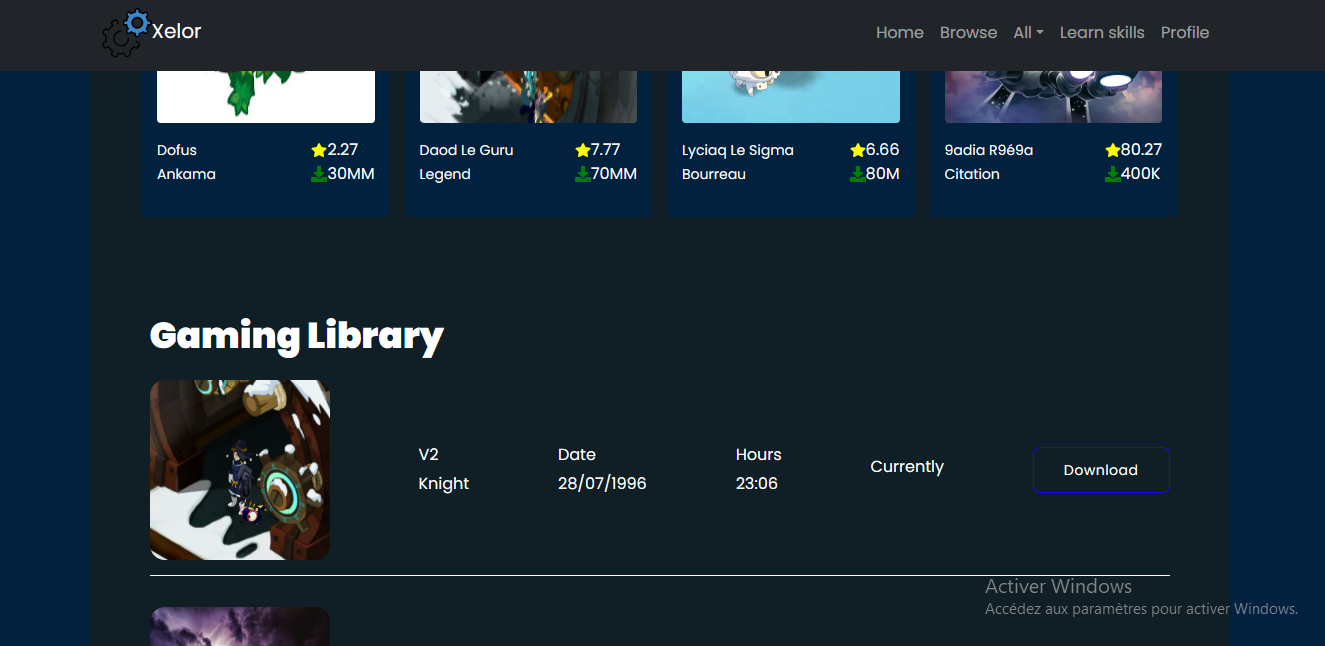 Xelor
Home Browse All Learn skills Profile
Dofus 2.27
Ankama 30MM
Daod Le Guru 7.77
Legend 70MM
Lyciaq Le Sigma 6.66
Bourreau 80M
9adia R9é9a 80.27
Citation 400K
Gaming Library
V2
Knight
Date
28/07/1996
Hours
23:06
Currently
Download
Activer Windows
Accédez aux paramètres pour activer Windows.